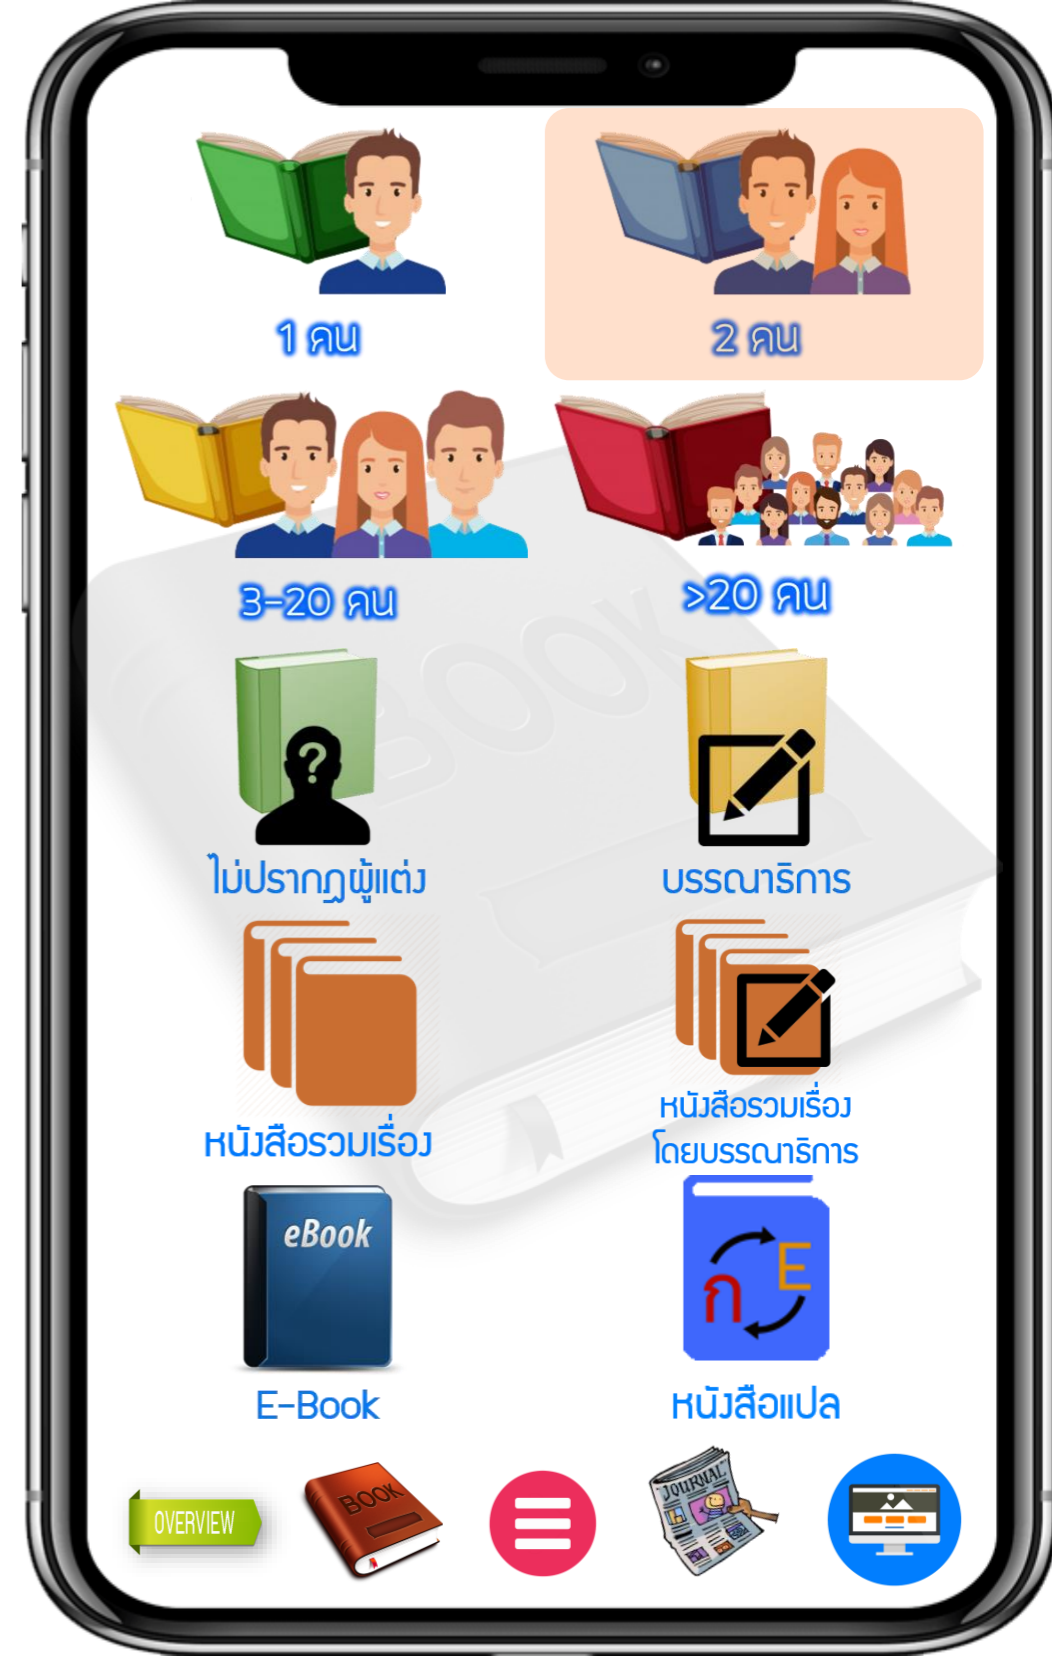 1 คน
2 คน
3-20 คน
>20 คน
?
ไม่ปรากฏผู้แต่ง
บรรณาธิการ
หนังสือรวมเรื่อง
หนังสือรวมเรื่อง
โดยบรรณาธิการ
BOOK
eBook
ก E
E-Book
หนังสือแปล
OVERVIEW
BOOK
JOURNAL